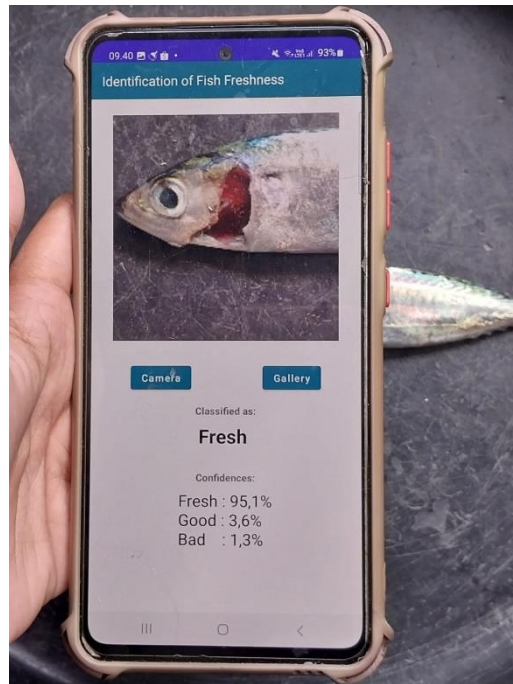 09.40 93%
Identification of Fish Freshness
Camera Gallery
Classified as:
Fresh
Confidences:
Fresh : 95,1%
Good : 3,6%
Bad : 1,3%